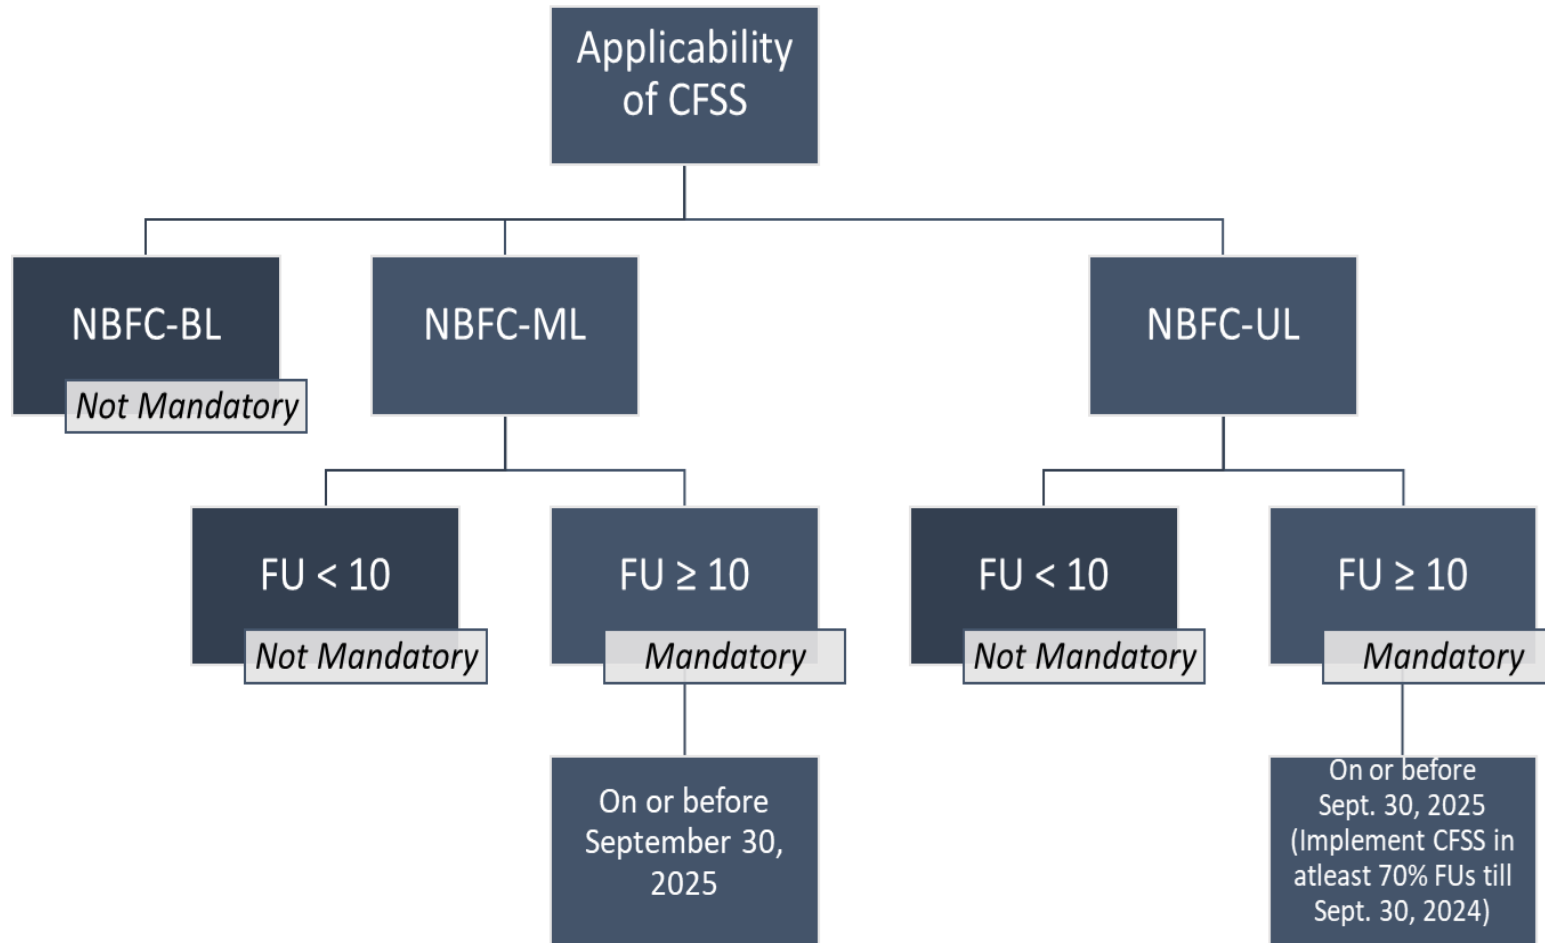 Applicability
of CFSS
NBFC-BL
Not Mandatory
NBFC-ML
NBFC-UL
FU < 10
Not Mandatory
FU ≥ 10
Mandatory
FU < 10
Not Mandatory
FU ≥ 10
Mandatory
On or before
September 30,
2025
On or before
Sept. 30, 2025
(Implement CFSS in
atleast 70% FUs till
Sept. 30, 2024)